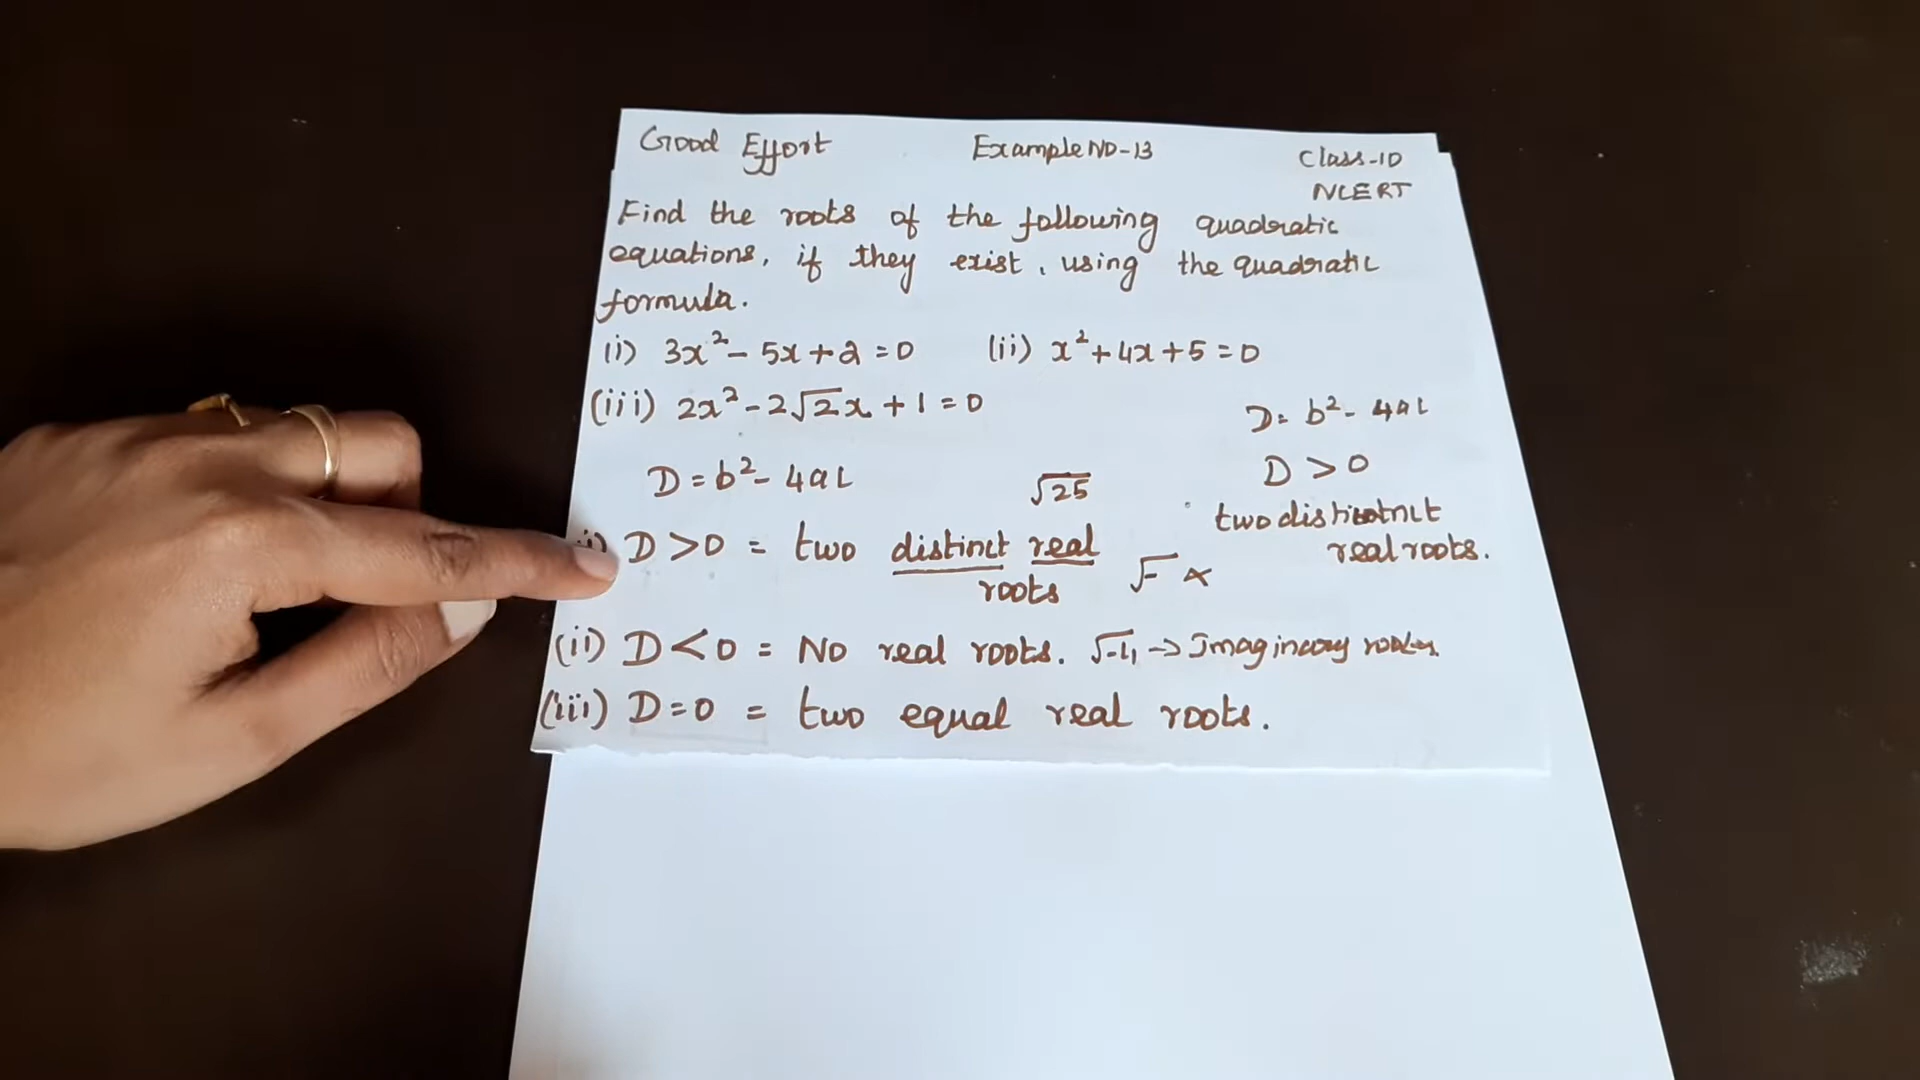 Good Effort Example NO-13 Class-10
NCERT
Find the roots of the following quadratic
equations, if they exist, using the quadratic
formula.
(i) 3x² - 5x + 2 = 0 (ii) x² + 4x + 5 = 0
(iii) 2x² - 2√2x + 1 = 0
D = b² - 4ac
D = b² - 4ac
D > 0
√25
two distinct
real roots.
i) D > 0 = two distinct real
roots
√- ×
(ii) D < 0 = No real roots. √-4 → Imaginary roots.
(iii) D = 0 = two equal real roots.